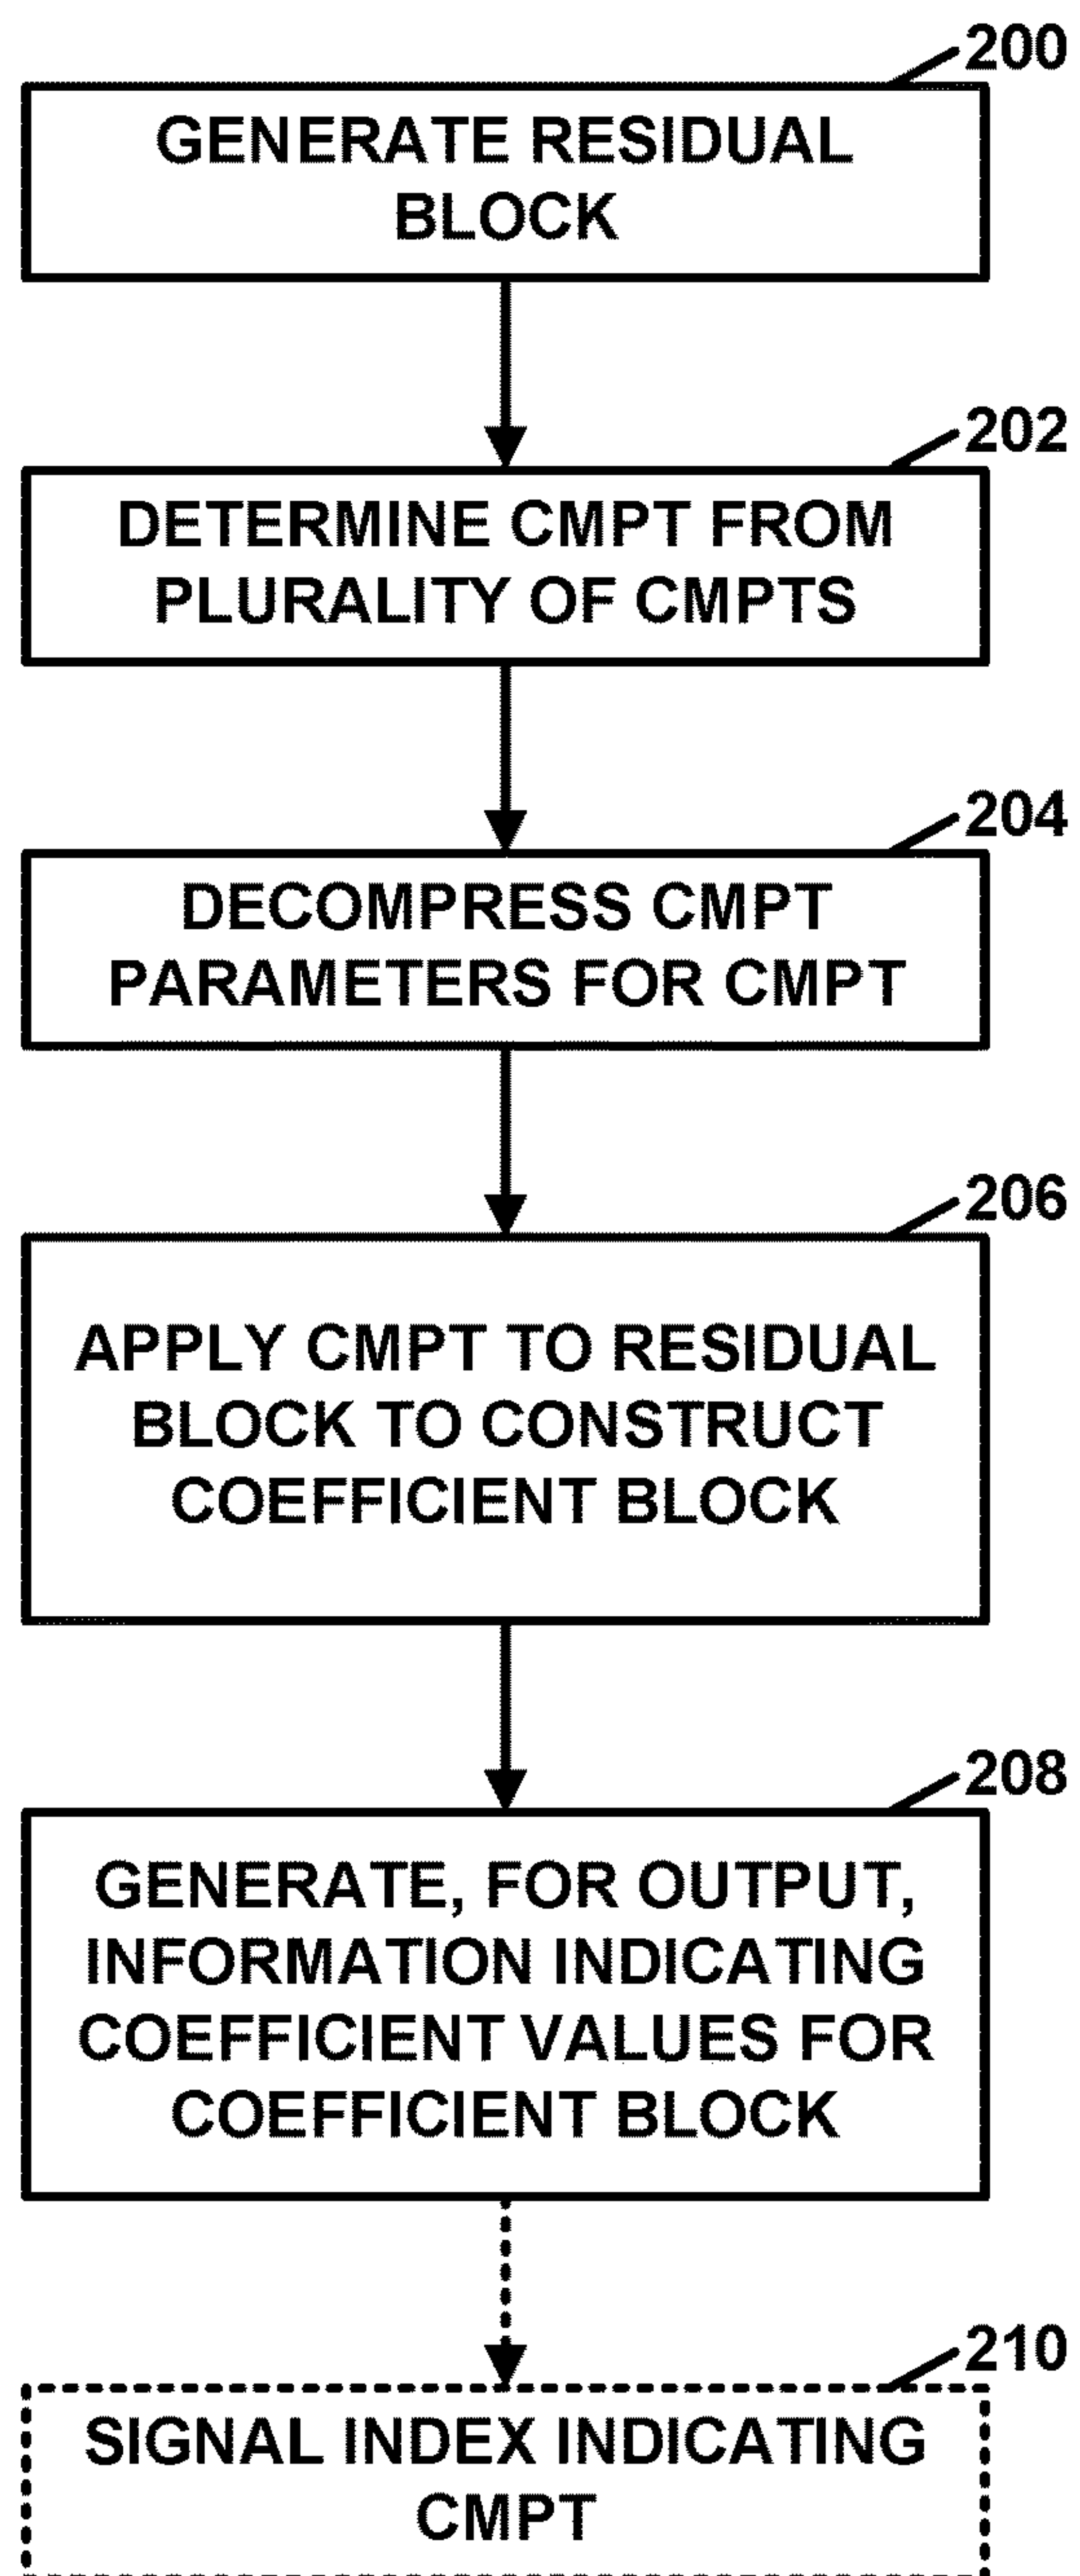 200
GENERATE RESIDUAL
BLOCK
202
DETERMINE CMPT FROM
PLURALITY OF CMPTS
204
DECOMPRESS CMPT
PARAMETERS FOR CMPT
206
APPLY CMPT TO RESIDUAL
BLOCK TO CONSTRUCT
COEFFICIENT BLOCK
208
GENERATE, FOR OUTPUT,
INFORMATION INDICATING
COEFFICIENT VALUES FOR
COEFFICIENT BLOCK
210
SIGNAL INDEX INDICATING
CMPT